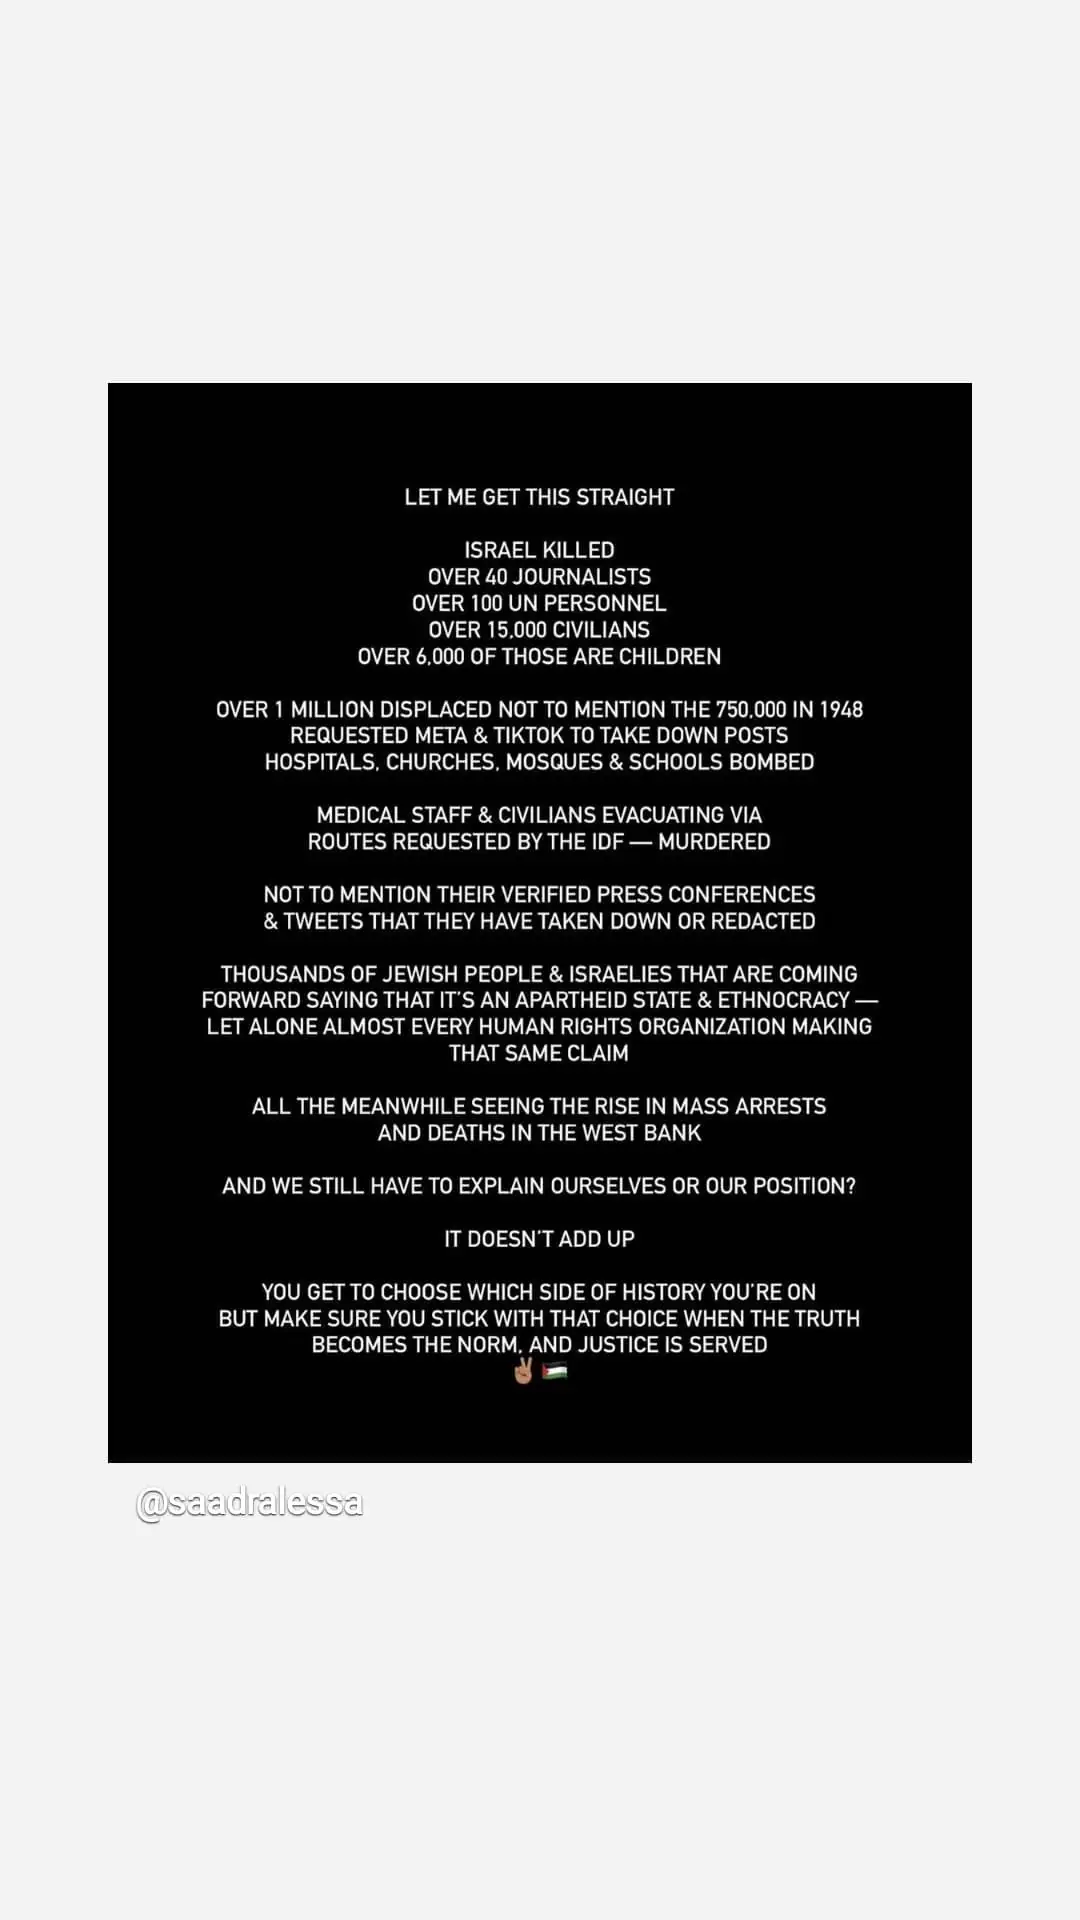 LET ME GET THIS STRAIGHT
ISRAEL KILLED
OVER 40 JOURNALISTS
OVER 100 UN PERSONNEL
OVER 15,000 CIVILIANS
OVER 6,000 OF THOSE ARE CHILDREN
OVER 1 MILLION DISPLACED NOT TO MENTION THE 750,000 IN 1948
REQUESTED META & TIKTOK TO TAKE DOWN POSTS
HOSPITALS, CHURCHES, MOSQUES & SCHOOLS BOMBED
MEDICAL STAFF & CIVILIANS EVACUATING VIA
ROUTES REQUESTED BY THE IDF — MURDERED
NOT TO MENTION THEIR VERIFIED PRESS CONFERENCES
& TWEETS THAT THEY HAVE TAKEN DOWN OR REDACTED
THOUSANDS OF JEWISH PEOPLE & ISRAELIES THAT ARE COMING
FORWARD SAYING THAT IT'S AN APARTHEID STATE & ETHNOCRACY —
LET ALONE ALMOST EVERY HUMAN RIGHTS ORGANIZATION MAKING
THAT SAME CLAIM
ALL THE MEANWHILE SEEING THE RISE IN MASS ARRESTS
AND DEATHS IN THE WEST BANK
AND WE STILL HAVE TO EXPLAIN OURSELVES OR OUR POSITION?
IT DOESN'T ADD UP
YOU GET TO CHOOSE WHICH SIDE OF HISTORY YOU'RE ON
BUT MAKE SURE YOU STICK WITH THAT CHOICE WHEN THE TRUTH
BECOMES THE NORM, AND JUSTICE IS SERVED
✌🏽 🇵🇸
@saadralessa